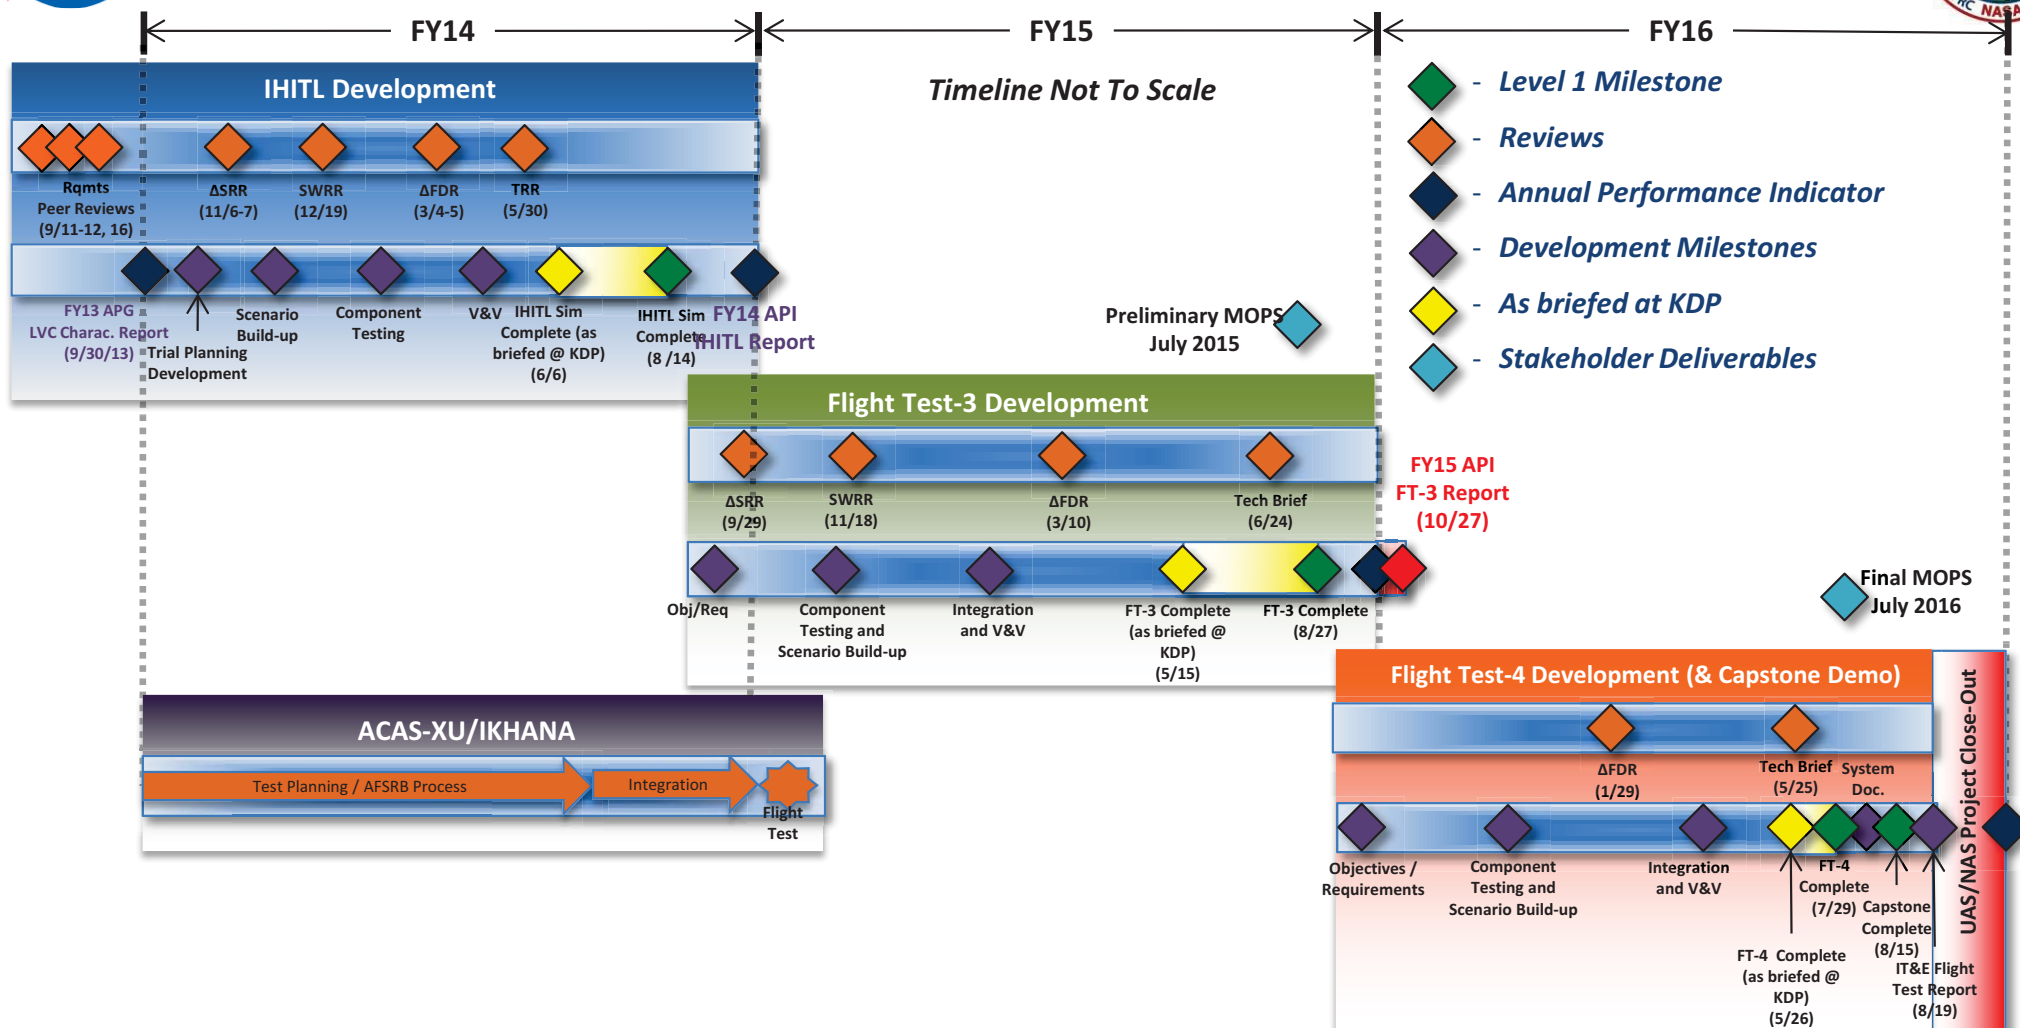 FY14
FY15
FY16
RC NASA
IHITL Development
Timeline Not To Scale
- Level 1 Milestone
- Reviews
- Annual Performance Indicator
- Development Milestones
- As briefed at KDP
- Stakeholder Deliverables
Rqmts
Peer Reviews
(9/11-12, 16)
ΔSRR
(11/6-7)
SWRR
(12/19)
ΔFDR
(3/4-5)
TRR
(5/30)
FY13 APG
LVC Charac. Report
(9/30/13)
Trial Planning
Development
Scenario
Build-up
Component
Testing
V&V
IHITL Sim
Complete (as
briefed @ KDP)
(6/6)
IHITL Sim
Complete
(8 /14)
FY14 API
IHITL Report
Preliminary MOPS
July 2015
Flight Test-3 Development
ΔSRR
(9/29)
SWRR
(11/18)
ΔFDR
(3/10)
Tech Brief
(6/24)
FY15 API
FT-3 Report
(10/27)
Obj/Req
Component
Testing and
Scenario Build-up
Integration
and V&V
FT-3 Complete
(as briefed @
KDP)
(5/15)
FT-3 Complete
(8/27)
Final MOPS
July 2016
ACAS-XU/IKHANA
Test Planning / AFSRB Process
Integration
Flight
Test
Flight Test-4 Development (& Capstone Demo)
UAS/NAS Project Close-Out
ΔFDR
(1/29)
Tech Brief
(5/25)
System
Doc.
Objectives /
Requirements
Component
Testing and
Scenario Build-up
Integration
and V&V
FT-4
Complete
(7/29)
Capstone
Complete
(8/15)
FT-4 Complete
(as briefed @
KDP)
(5/26)
IT&E Flight
Test Report
(8/19)